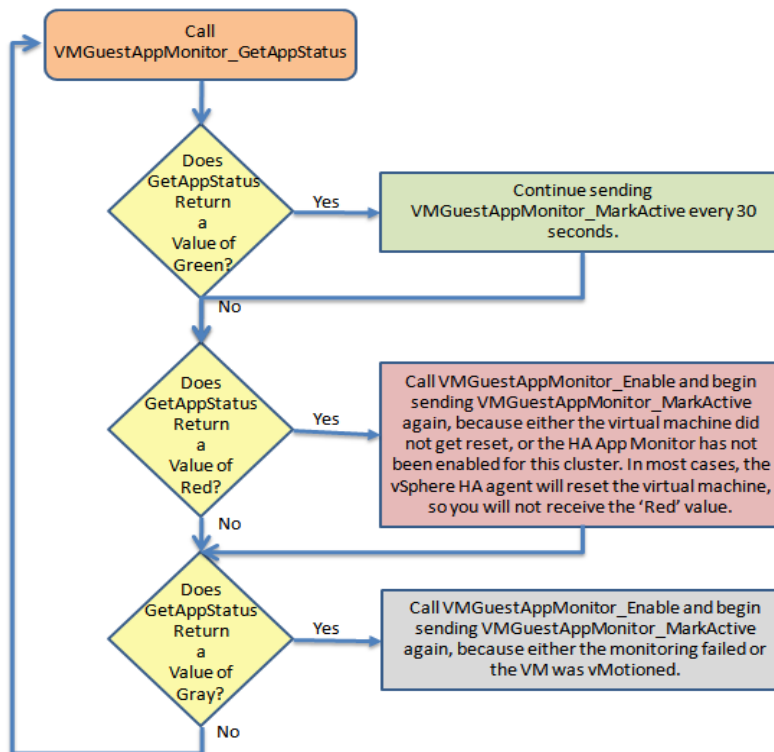 Call
VMGuestAppMonitor_GetAppStatus
Does
GetAppStatus
Return
a
Value of
Green?
Yes
Continue sending
VMGuestAppMonitor_MarkActive every 30
seconds.
No
Does
GetAppStatus
Return
a
Value of
Red?
Yes
Call VMGuestAppMonitor_Enable and begin
sending VMGuestAppMonitor_MarkActive
again, because either the virtual machine did
not get reset, or the HA App Monitor has not
been enabled for this cluster. In most cases, the
vSphere HA agent will reset the virtual machine,
so you will not receive the ‘Red’ value.
No
Does
GetAppStatus
Return
a
Value of
Gray?
Yes
Call VMGuestAppMonitor_Enable and begin
sending VMGuestAppMonitor_MarkActive
again, because either the monitoring failed or
the VM was vMotioned.
No